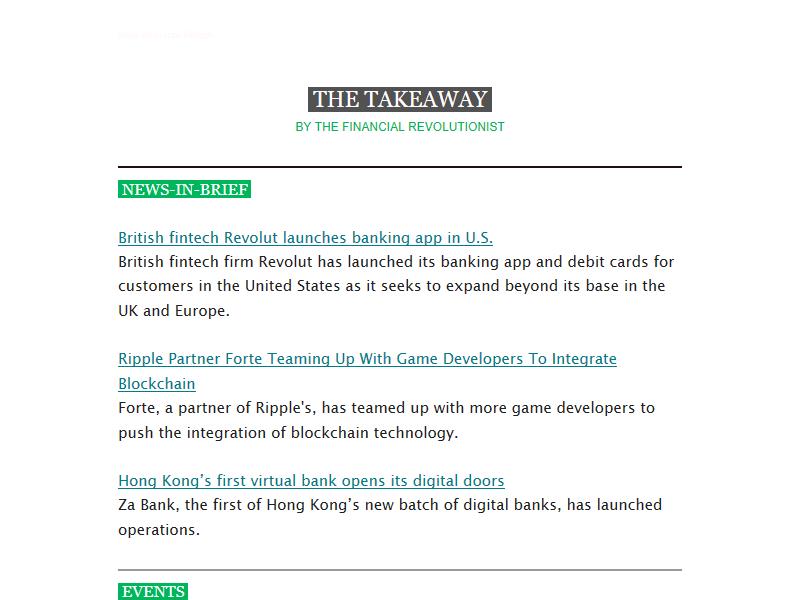 THE TAKEAWAY
BY THE FINANCIAL REVOLUTIONIST
NEWS-IN-BRIEF
British fintech Revolut launches banking app in U.S.
British fintech firm Revolut has launched its banking app and debit cards for
customers in the United States as it seeks to expand beyond its base in the
UK and Europe.
Ripple Partner Forte Teaming Up With Game Developers To Integrate
Blockchain
Forte, a partner of Ripple's, has teamed up with more game developers to
push the integration of blockchain technology.
Hong Kong’s first virtual bank opens its digital doors
Za Bank, the first of Hong Kong’s new batch of digital banks, has launched
operations.
EVENTS